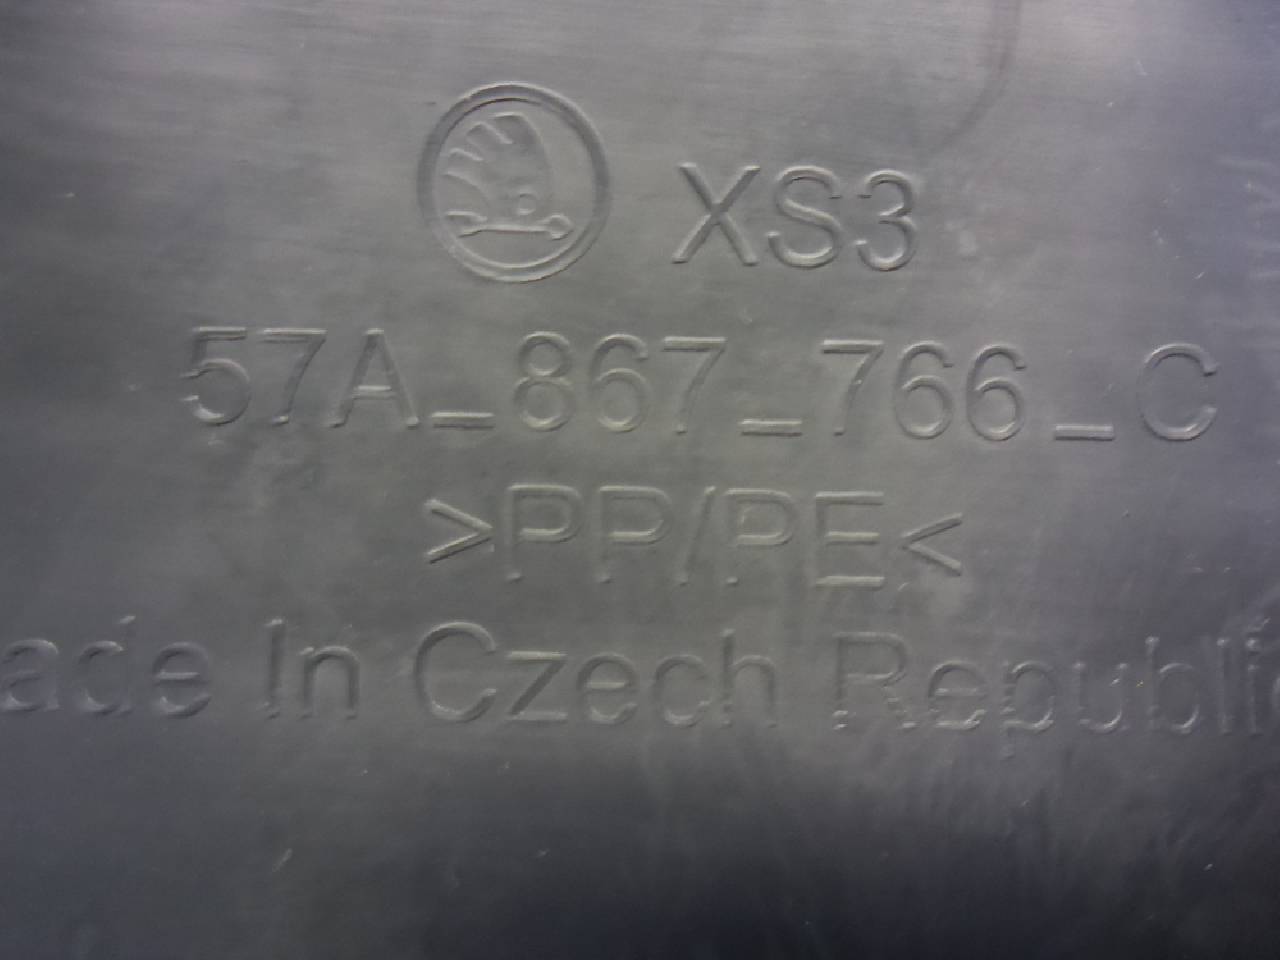 XS3
57A_867_766_C
>PP/PE<
ade In Czech Republi